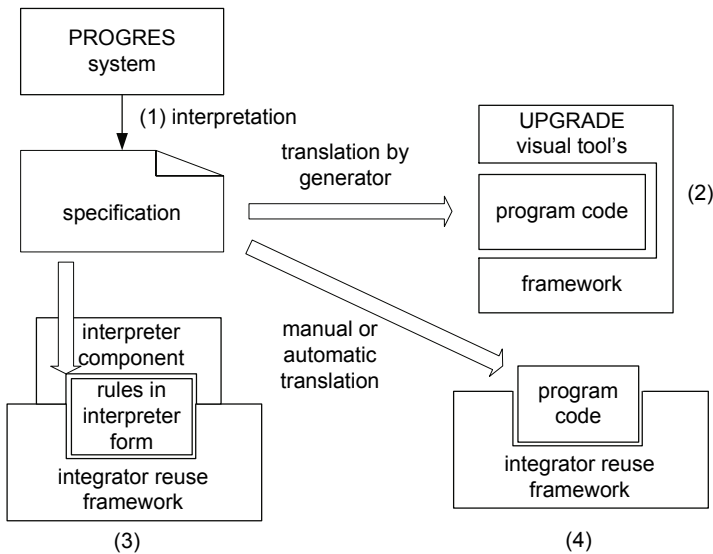 PROGRES
system
(1) interpretation
specification
translation by
generator
UPGRADE
visual tool's
program code
framework
(2)
interpreter
component
rules in
interpreter
form
integrator reuse
framework
(3)
manual or
automatic
translation
program
code
integrator reuse
framework
(4)